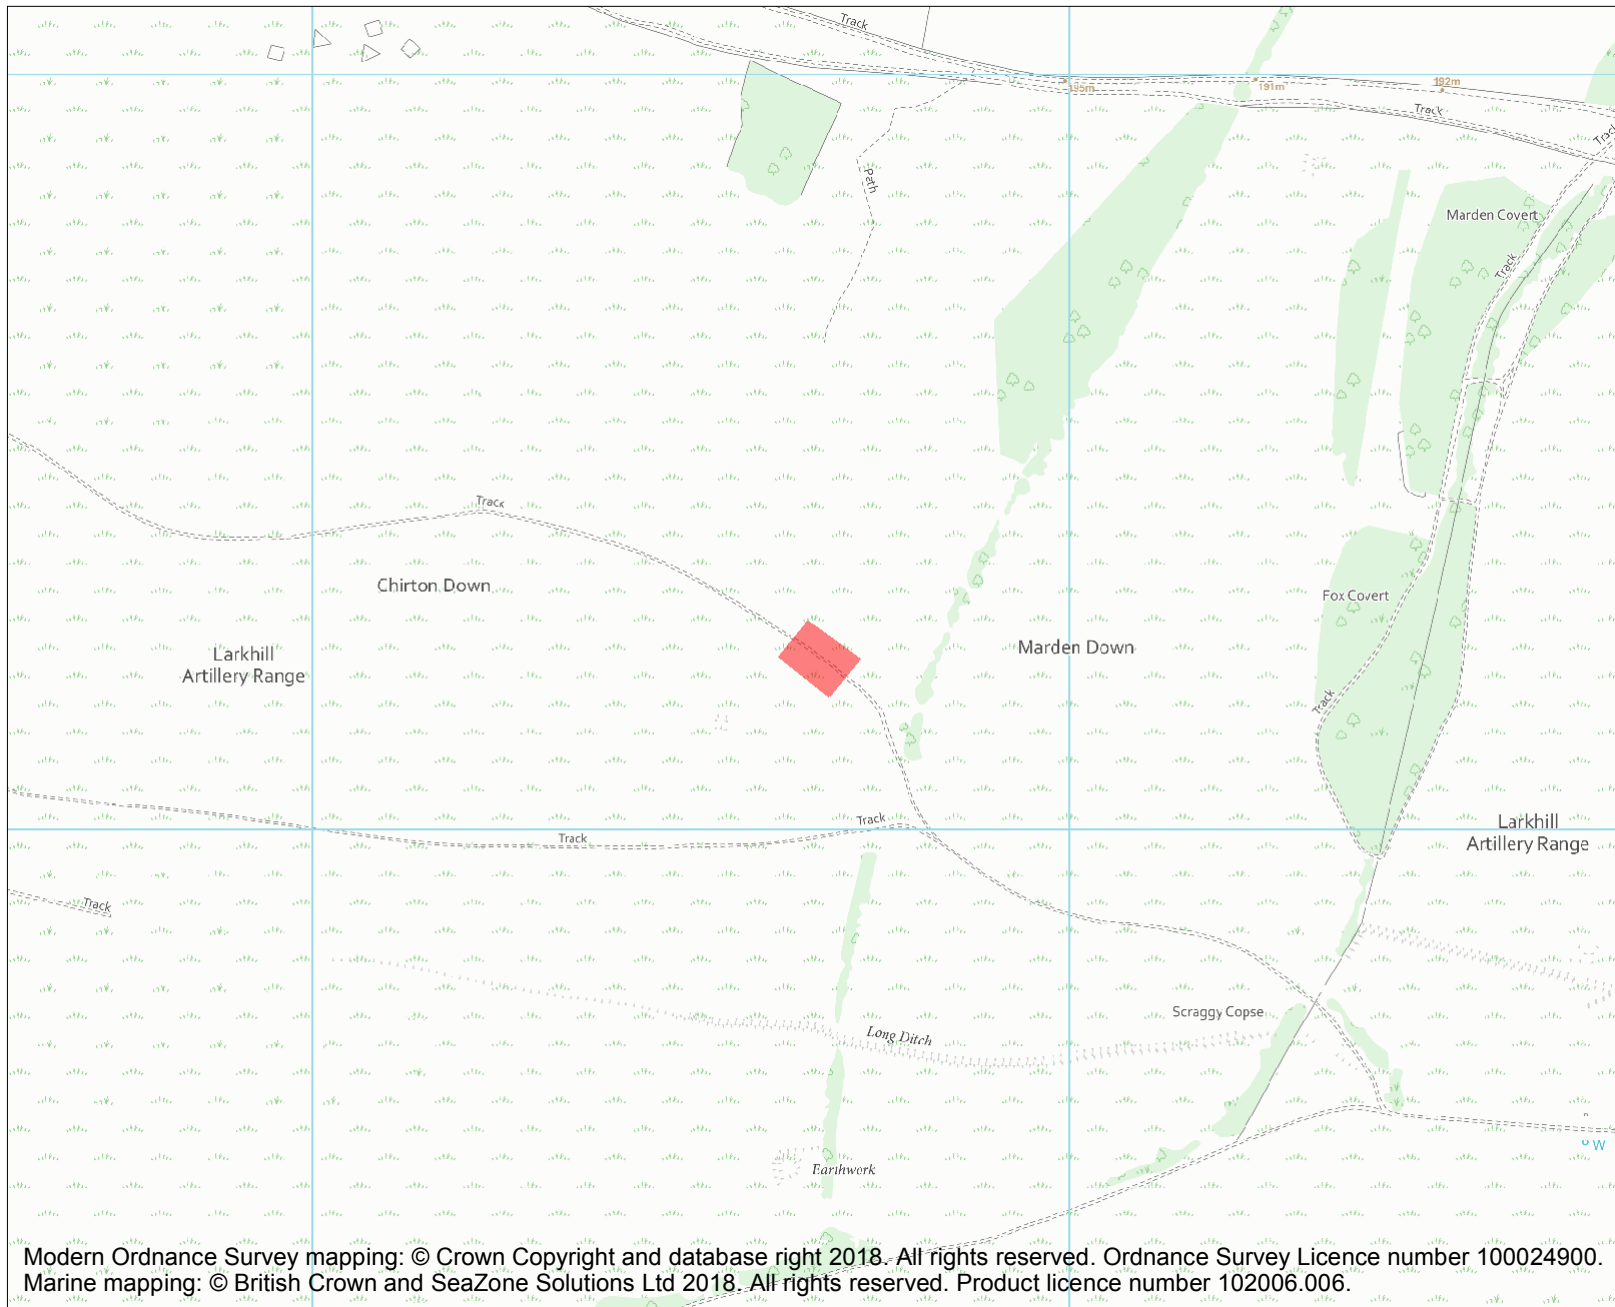 Track
195m
191m
192m
Track
Track
Path
Marden Covert
Track
Track
Chirton Down
Fox Covert
Larkhill
Artillery Range
Marden Down
Track
Track
Track
Larkhill
Artillery Range
Track
Scraggy Copse
Long Ditch
W
Earthwork
Modern Ordnance Survey mapping: © Crown Copyright and database right 2018. All rights reserved. Ordnance Survey Licence number 100024900.
Marine mapping: © British Crown and SeaZone Solutions Ltd 2018. All rights reserved. Product licence number 102006.006.